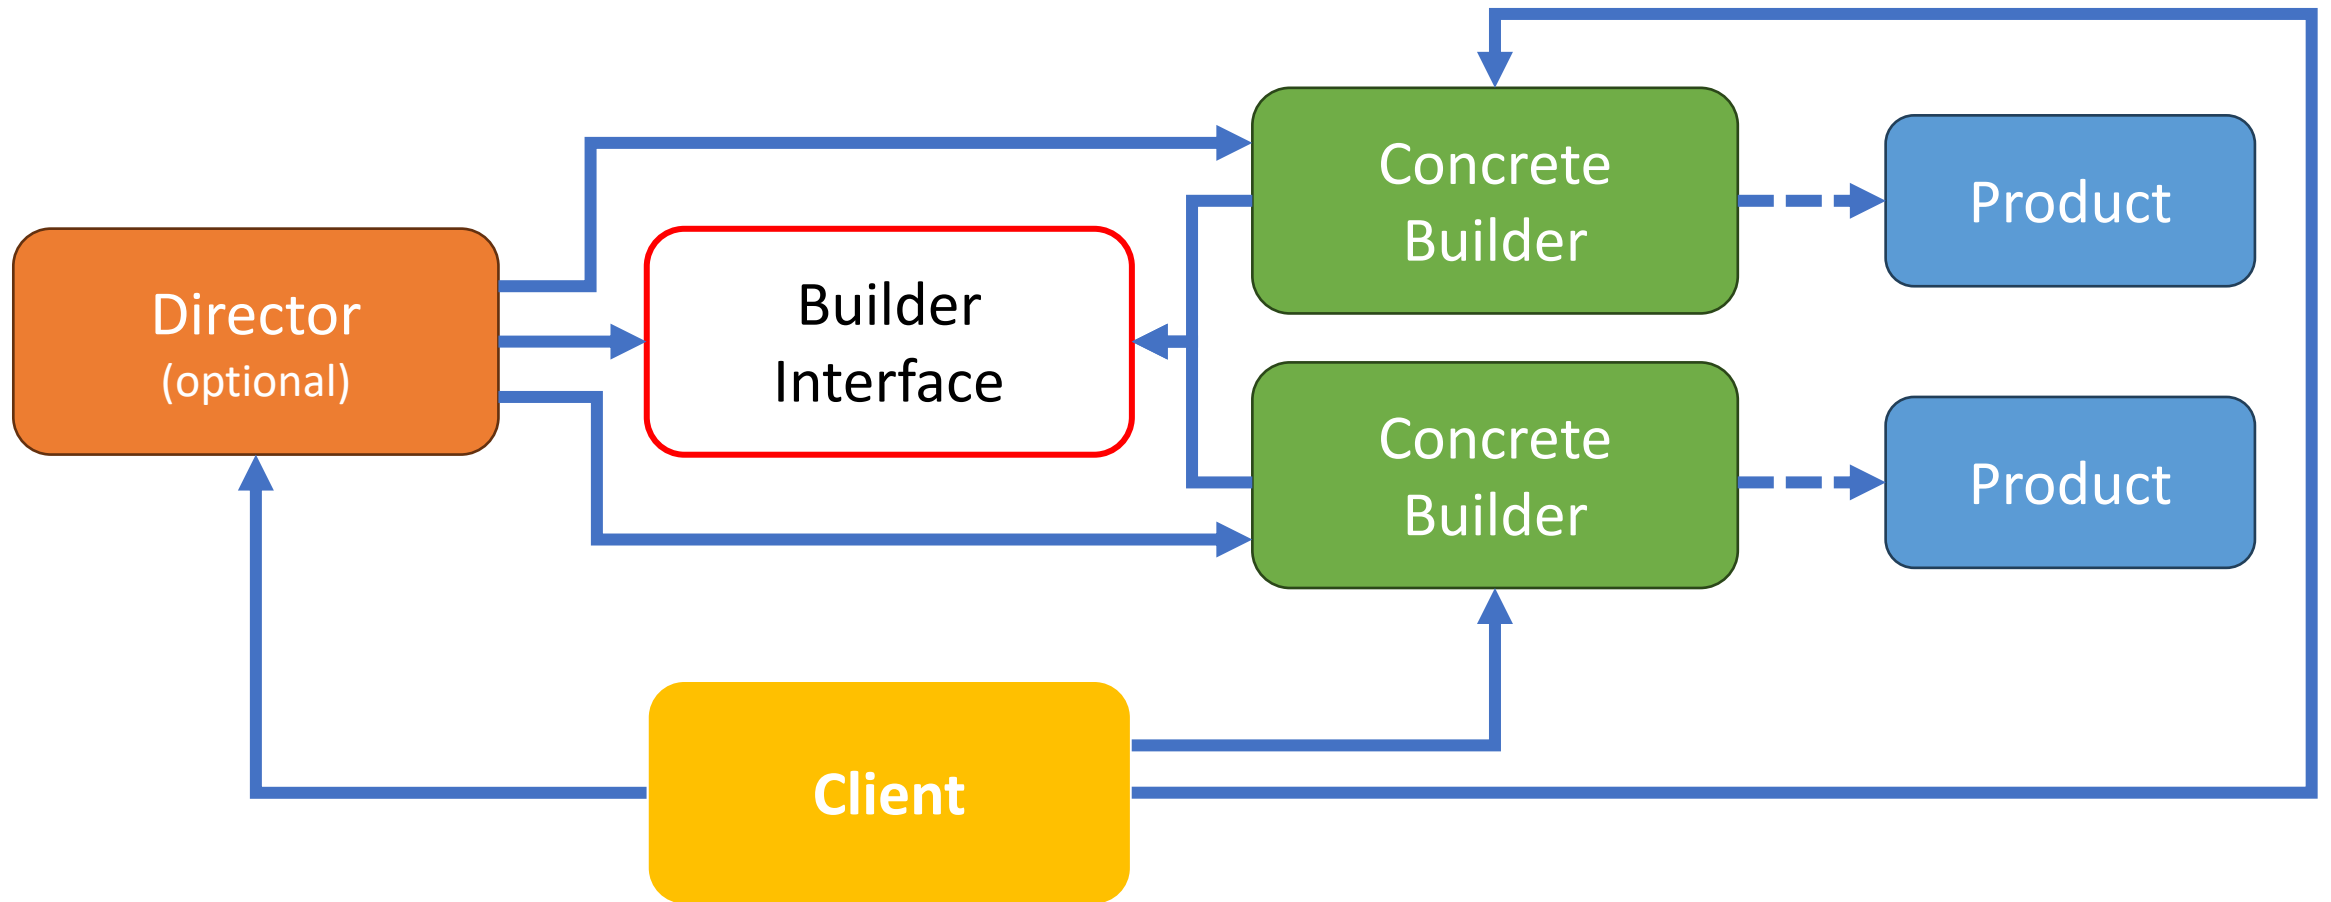 Director
(optional)
Builder
Interface
Concrete
Builder
Product
Concrete
Builder
Product
Client